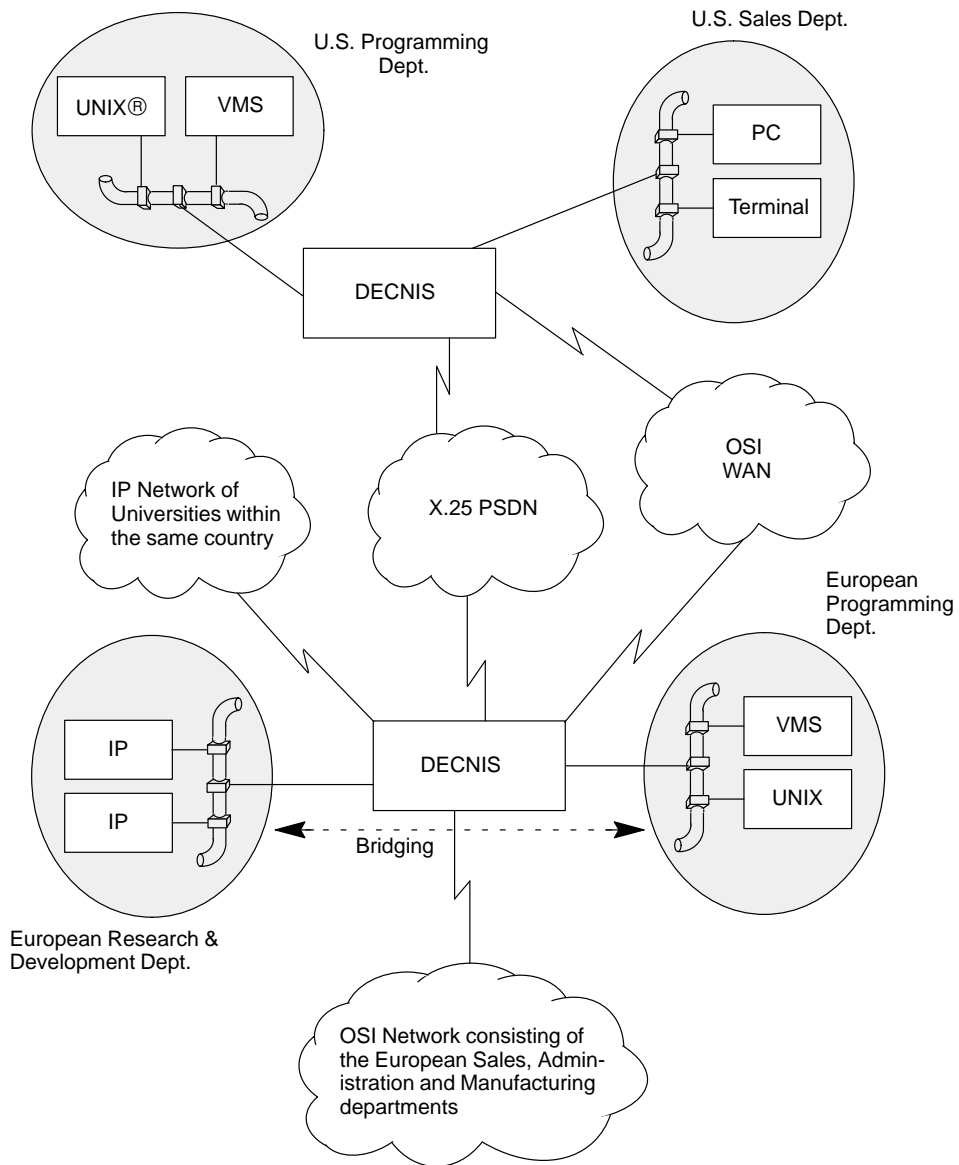 U.S. Programming
Dept.
U.S. Sales Dept.
UNIX®
VMS
PC
Terminal
DECNIS
IP Network of
Universities within
the same country
X.25 PSDN
OSI
WAN
European
Programming
Dept.
IP
IP
DECNIS
VMS
UNIX
Bridging
European Research &
Development Dept.
OSI Network consisting of
the European Sales, Admin-
istration and Manufacturing
departments